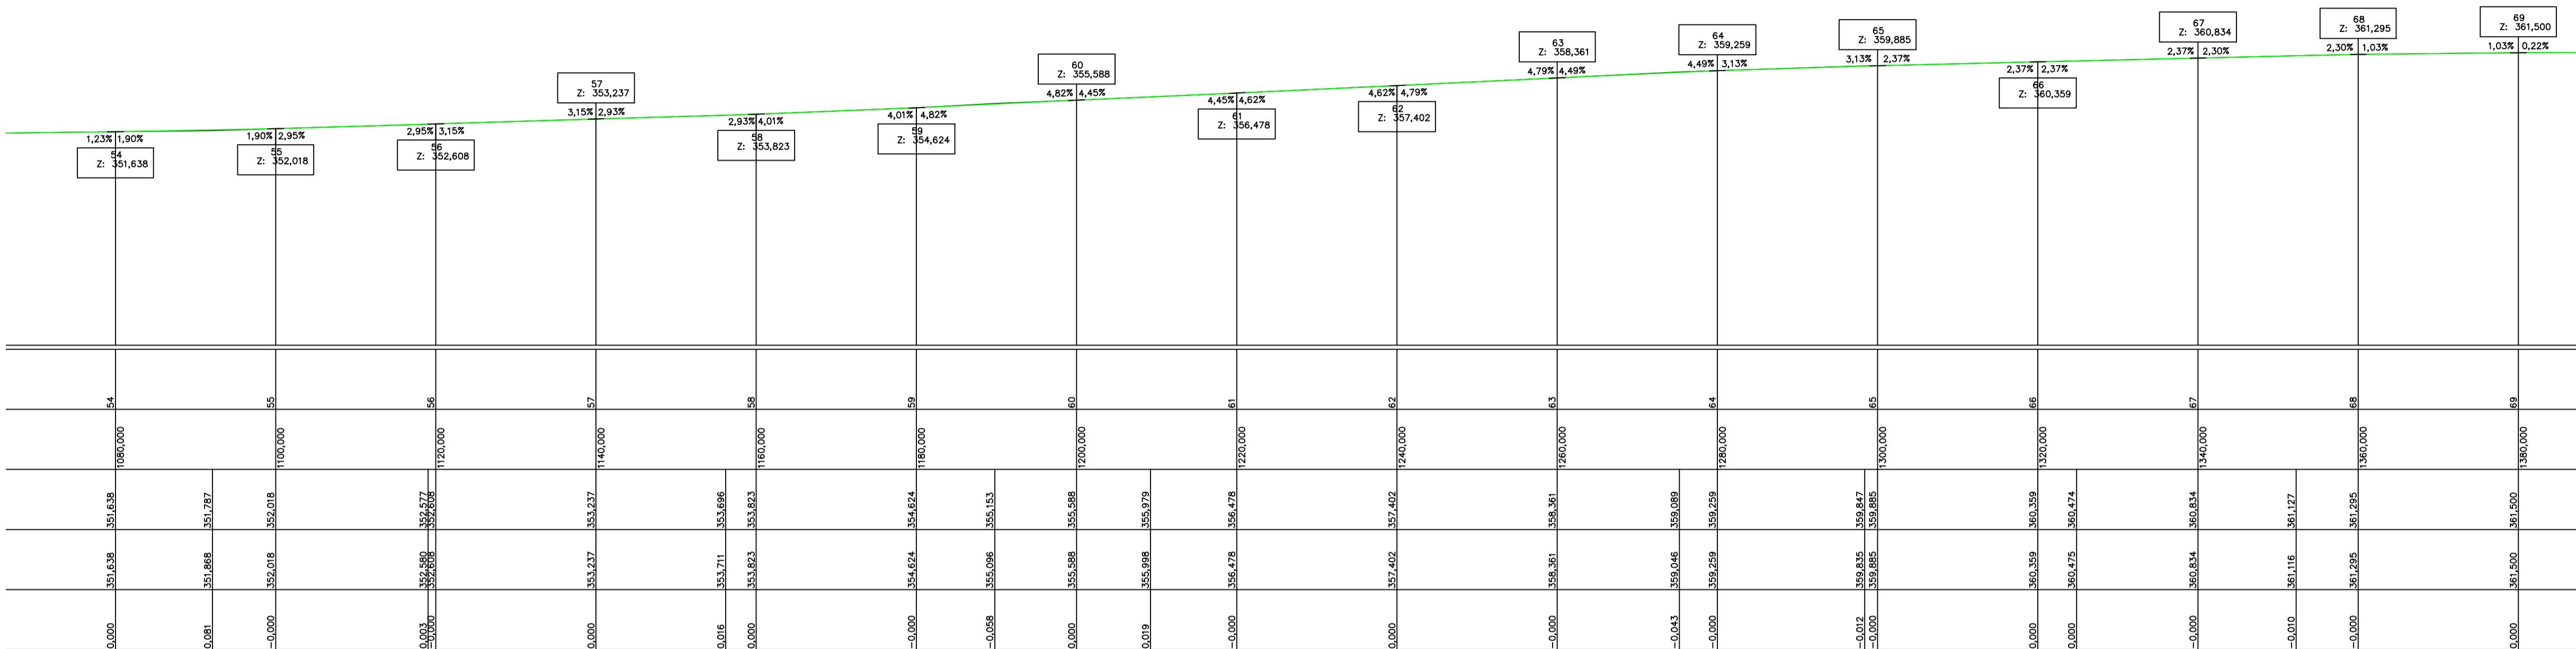 54
Z: 351,638
1,23% 1,90%
55
Z: 352,018
1,90% 2,95%
56
Z: 352,608
2,95% 3,15%
57
Z: 353,237
3,15% 2,93%
58
Z: 353,823
2,93% 4,01%
59
Z: 354,624
4,01% 4,82%
60
Z: 355,588
4,82% 4,45%
61
Z: 356,478
4,45% 4,62%
62
Z: 357,402
4,62% 4,79%
63
Z: 358,361
4,79% 4,49%
64
Z: 359,259
4,49% 3,13%
65
Z: 359,885
3,13% 2,37%
66
Z: 360,359
2,37% 2,37%
67
Z: 360,834
2,37% 2,30%
68
Z: 361,295
2,30% 1,03%
69
Z: 361,500
1,03% 0,22%
54 55 56 57 58 59 60 61 62 63 64 65 66 67 68 69
1080,000 1100,000 1120,000 1140,000 1160,000 1180,000 1200,000 1220,000 1240,000 1260,000 1280,000 1300,000 1320,000 1340,000 1360,000 1380,000
351,638 351,787 352,018 352,577 352,608 353,237 353,696 353,823 354,624 355,153 355,588 355,979 356,478 357,402 358,361 359,089 359,259 359,847 359,885 360,359 360,474 360,834 361,127 361,295 361,500
351,638 351,868 352,018 352,580 352,608 353,237 353,711 353,823 354,624 355,096 355,588 355,998 356,478 357,402 358,361 359,046 359,259 359,835 359,885 360,359 360,475 360,834 361,116 361,295 361,500
0,000 0,081 -0,000 0,003 -0,000 0,000 0,016 0,000 -0,000 -0,058 0,000 0,019 -0,000 0,000 -0,000 -0,043 -0,000 -0,012 -0,000 0,000 0,000 -0,000 -0,010 -0,000 0,000